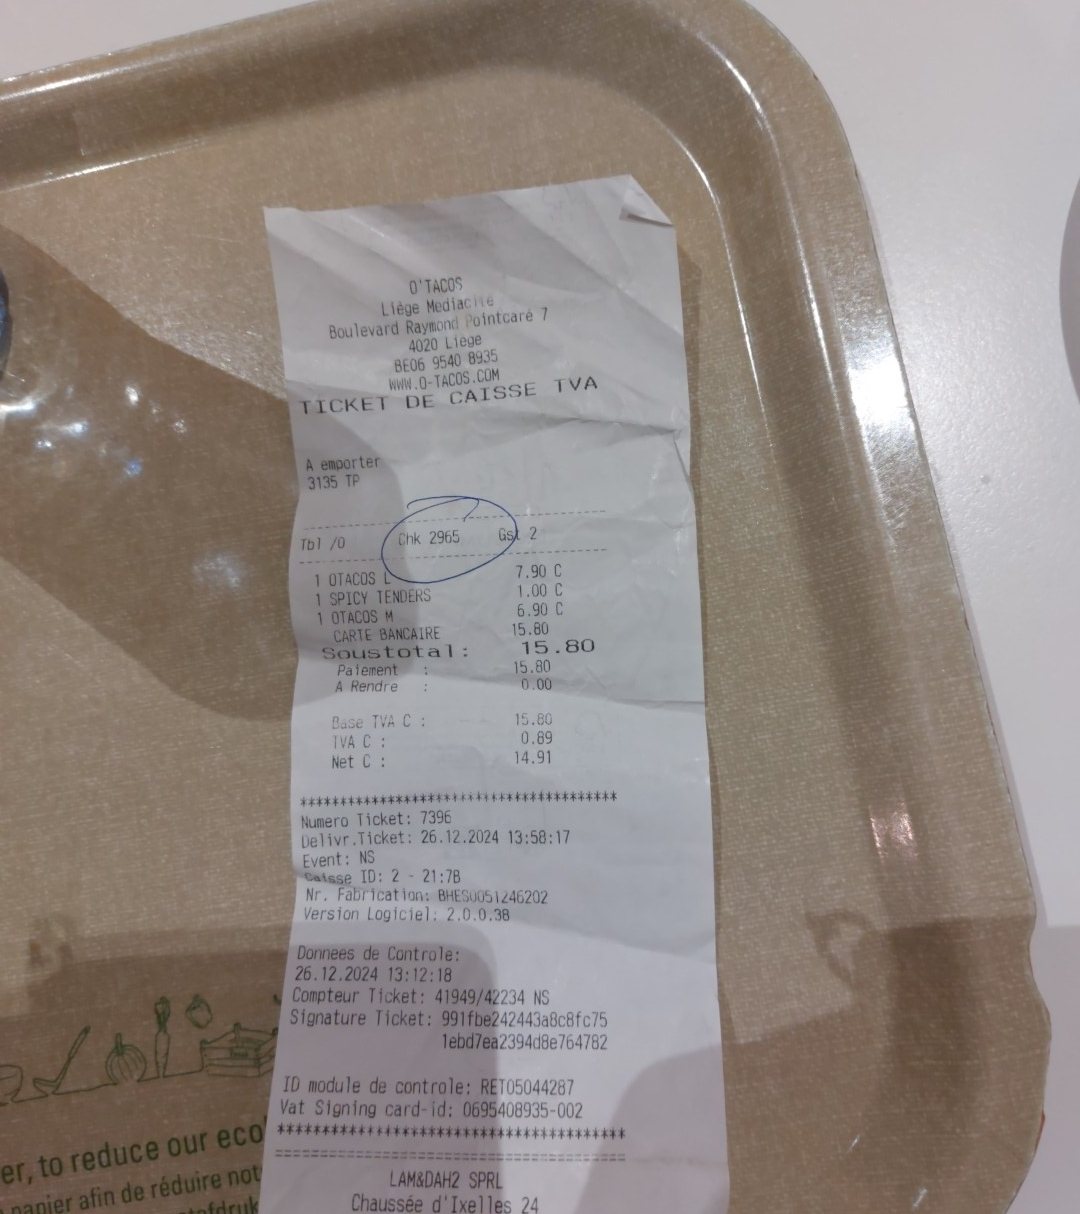 O'TACOS
Liège Mediacite
Boulevard Raymond Pointcaré 7
4020 Liège
BE06 9540 8935
WWW.O-TACOS.COM
TICKET DE CAISSE TVA
A emporter
3135 TP
Tbl /0 Chk 2965 Gst 2
1 OTACOS L 7.90 C
1 SPICY TENDERS 1.00 C
1 OTACOS M 6.90 C
CARTE BANCAIRE 15.80
Soustotal: 15.80
Paiement : 15.80
A Rendre : 0.00
Base TVA C : 15.80
TVA C : 0.89
Net C : 14.91
****************************************
Numero Ticket: 7396
Delivr.Ticket: 26.12.2024 13:58:17
Event: NS
Caisse ID: 2 - 21:7B
Nr. Fabrication: BHES0051246202
Version Logiciel: 2.0.0.38
Donnees de Controle:
26.12.2024 13:12:18
Compteur Ticket: 41949/42234 NS
Signature Ticket: 991fbe242443a8c8fc75
1ebd7ea2394d8e764782
ID module de controle: RET05044287
Vat Signing card-id: 0695408935-002
****************************************
========================================
LAM&DAH2 SPRL
Chaussée d'Ixelles 24
er, to reduce our ecol
papier afin de réduire not